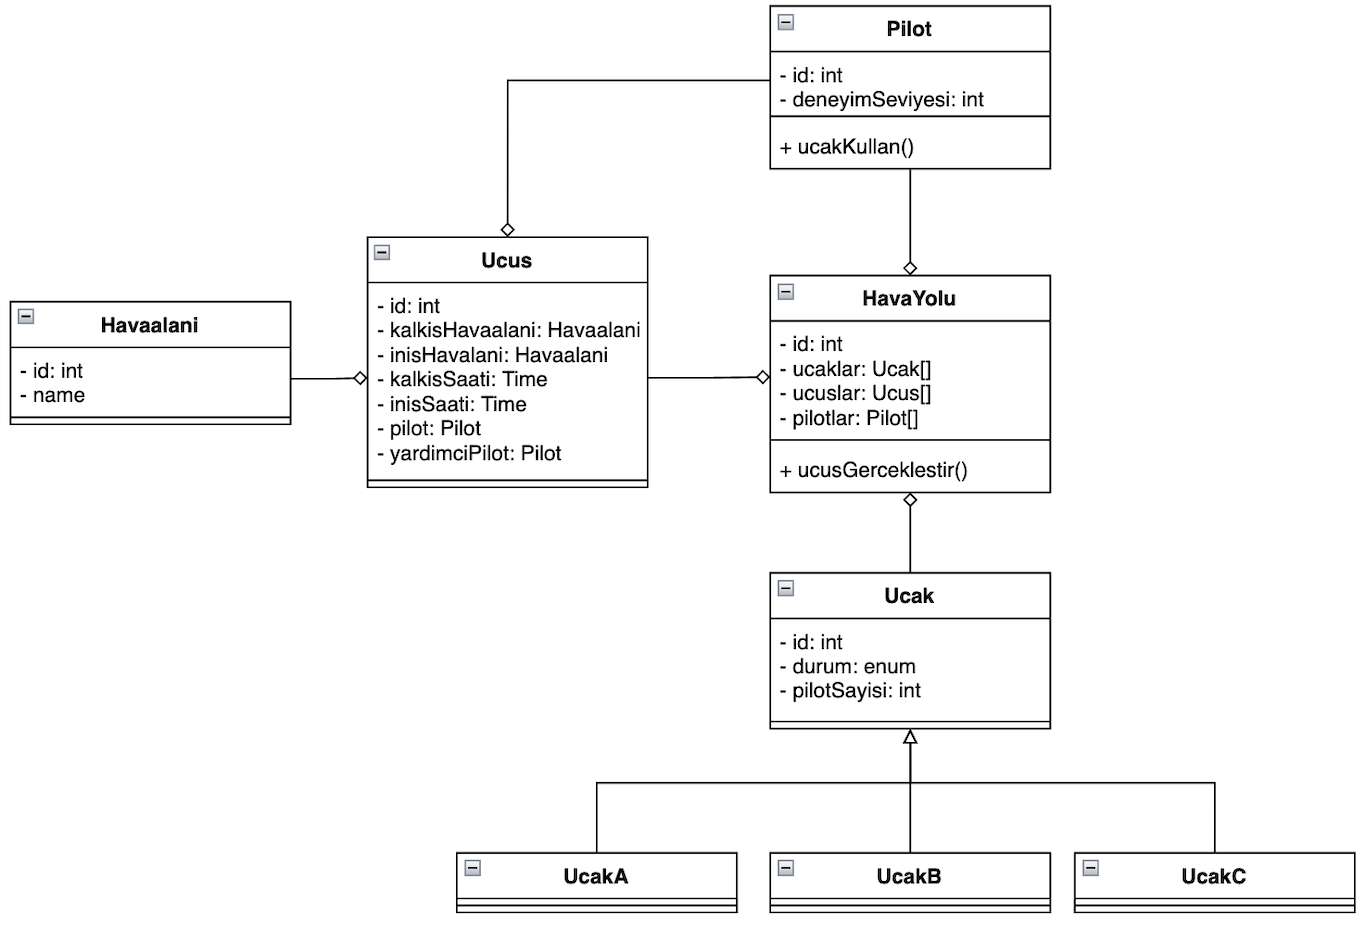 Pilot
- id: int
- deneyimSeviyesi: int
+ ucakKullan()
Ucus
- id: int
- kalkisHavaalani: Havaalani
- inisHavalani: Havaalani
- kalkisSaati: Time
- inisSaati: Time
- pilot: Pilot
- yardimciPilot: Pilot
HavaYolu
- id: int
- ucaklar: Ucak[]
- ucuslar: Ucus[]
- pilotlar: Pilot[]
+ ucusGerceklestir()
Havaalani
- id: int
- name
Ucak
- id: int
- durum: enum
- pilotSayisi: int
UcakA
UcakB
UcakC